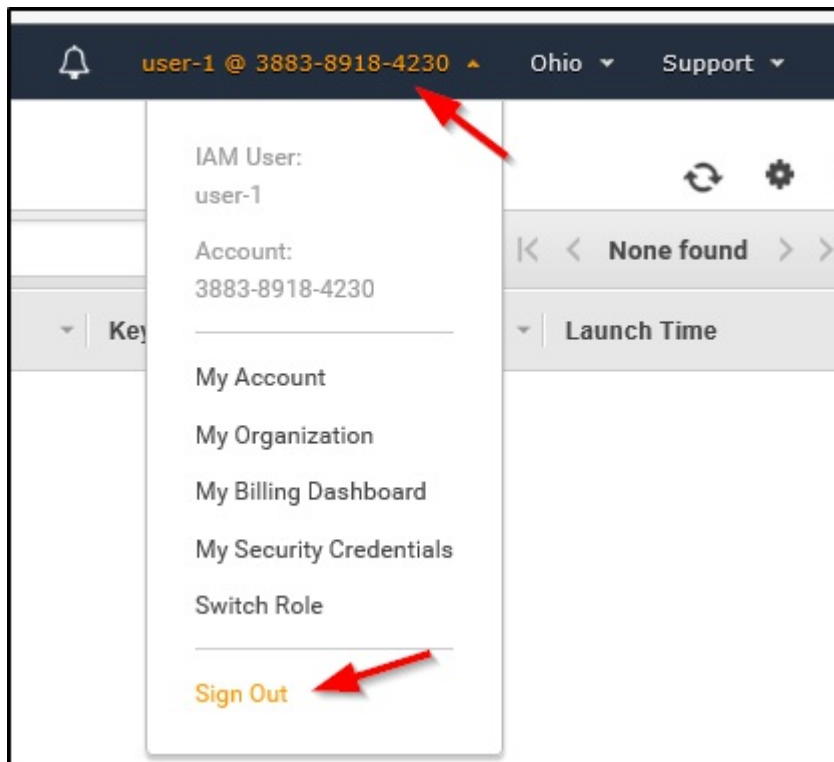 user-1 @ 3883-8918-4230 Ohio Support
IAM User:
user-1
Account:
3883-8918-4230
None found
Launch Time
My Account
My Organization
My Billing Dashboard
My Security Credentials
Switch Role
Sign Out